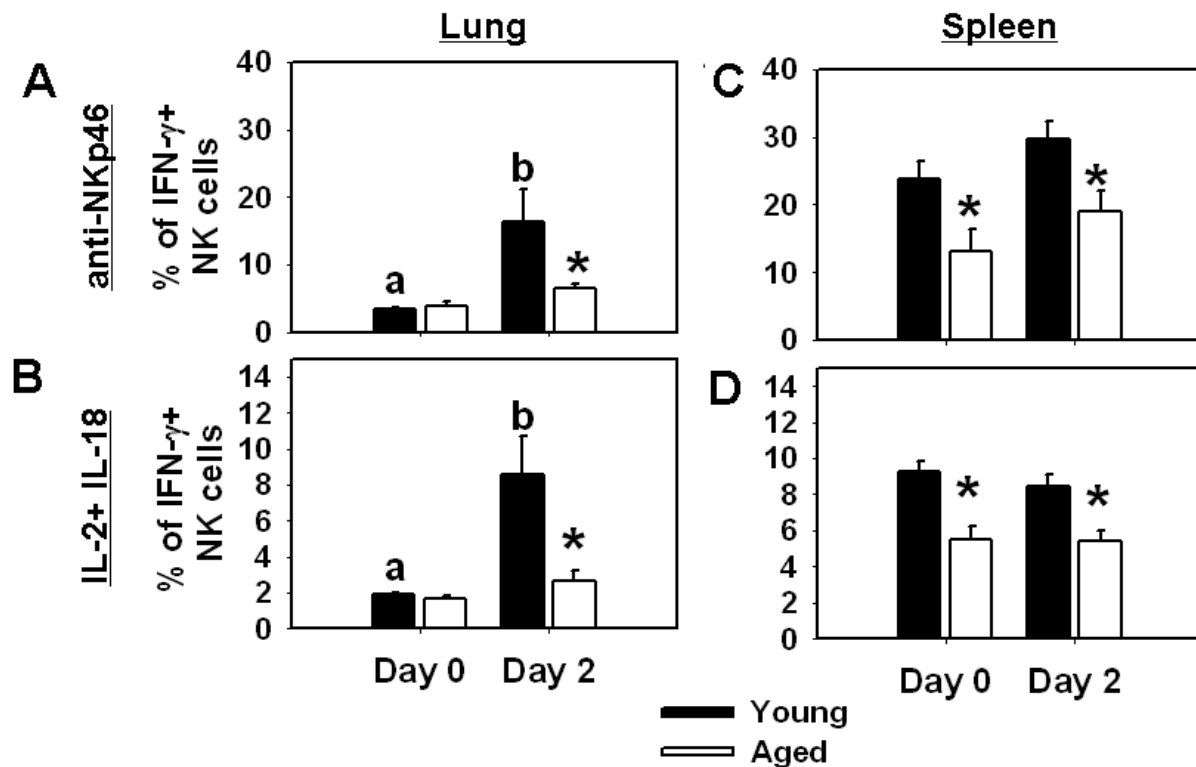 Lung
Spleen
A
anti-NKp46
% of IFN-γ+
NK cells
40
30
20
10
0
a
b
*
C
40
30
20
10
0
*
*
B
IL-2+ IL-18
% of IFN-γ+
NK cells
14
12
10
8
6
4
2
0
a
b
*
Day 0
Day 2
D
14
12
10
8
6
4
2
0
*
*
Day 0
Day 2
Young
Aged